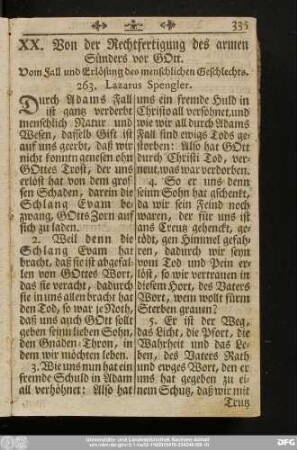 335
XX. Von der Rechtfertigung des armen
Sünders vor GOtt.
Vom Fall und Erlösung des menschlichen Geschlechts.
263. Lazarus Spengler.
Durch Adams Fall
ist ganz verderbt
menschlich Natur und
Wesen, dasselb Gift ist
auf uns geerbt, daß wir
nicht konnten genesen ohn
GOttes Trost, der uns
erlöst hat von dem gros
sen Schaden, darein die
Schlang Evam be-
zwang, GOtts Zorn auf
sich zu laden.
2. Weil denn die
Schlang Evam hat
bracht, daß sie ist abgefal-
len von GOttes Wort,
das sie veracht, dadurch
sie in uns allen bracht hat
den Tod, so war je Noth,
daß uns auch GOtt sollt
geben seinn lieben Sohn,
den Gnaden-Thron, in
dem wir möchten leben.
3. Wie uns nun hat ein
fremde Schuld in Adam
all verhöhnet: Also hat
uns ein fremde Huld in
Christo all versöhnet, und
wie wir all durch Adams
Fall sind ewigs Tods ge-
storben: Also hat GOtt
durch Christi Tod, ver-
neut, was war verdorben.
4. So er uns denn
seinn Sohn hat gschenkt,
da wir sein Feind noch
waren, der für uns ist
ans Creutz gehenckt, ge-
tödt, gen Himmel gefah-
ren, dadurch wir seyn
vom Tod und Pein er-
löst, so wir vertrauen in
diesem Hort, des Vaters
Wort, wem wollt fürm
Sterben grauen?
5. Er ist der Weg,
das Licht, die Pfort, die
Wahrheit und das Le-
ben, des Vaters Rath
und ewges Wort, den er
uns hat gegeben zu ei-
nem Schutz, daß wir mit
Trutz